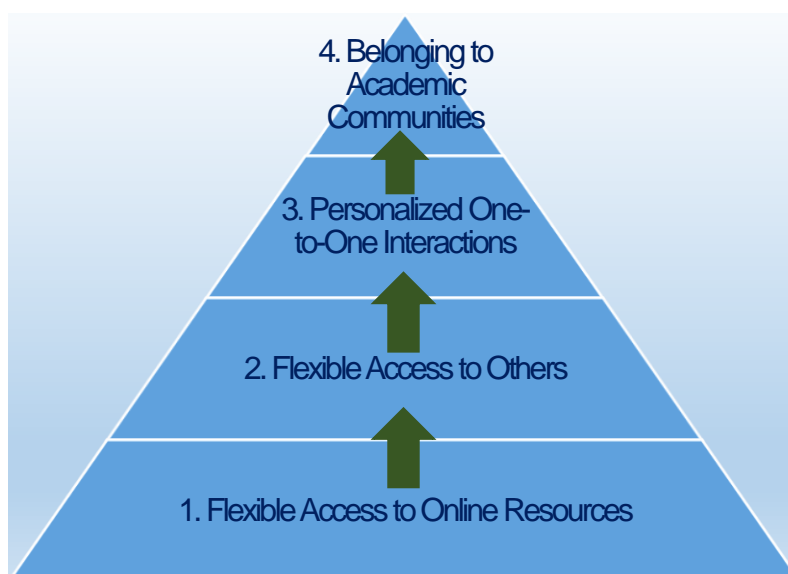 4. Belonging to
Academic
Communities
3. Personalized One-
to-One Interactions
2. Flexible Access to Others
1. Flexible Access to Online Resources